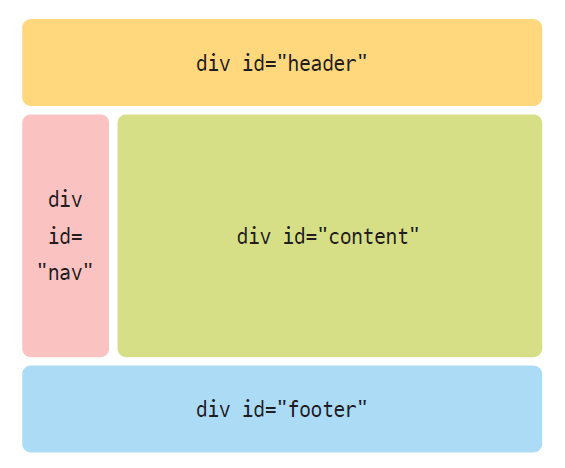 div id="header"
div
id=
"nav"
div id="content"
div id="footer"